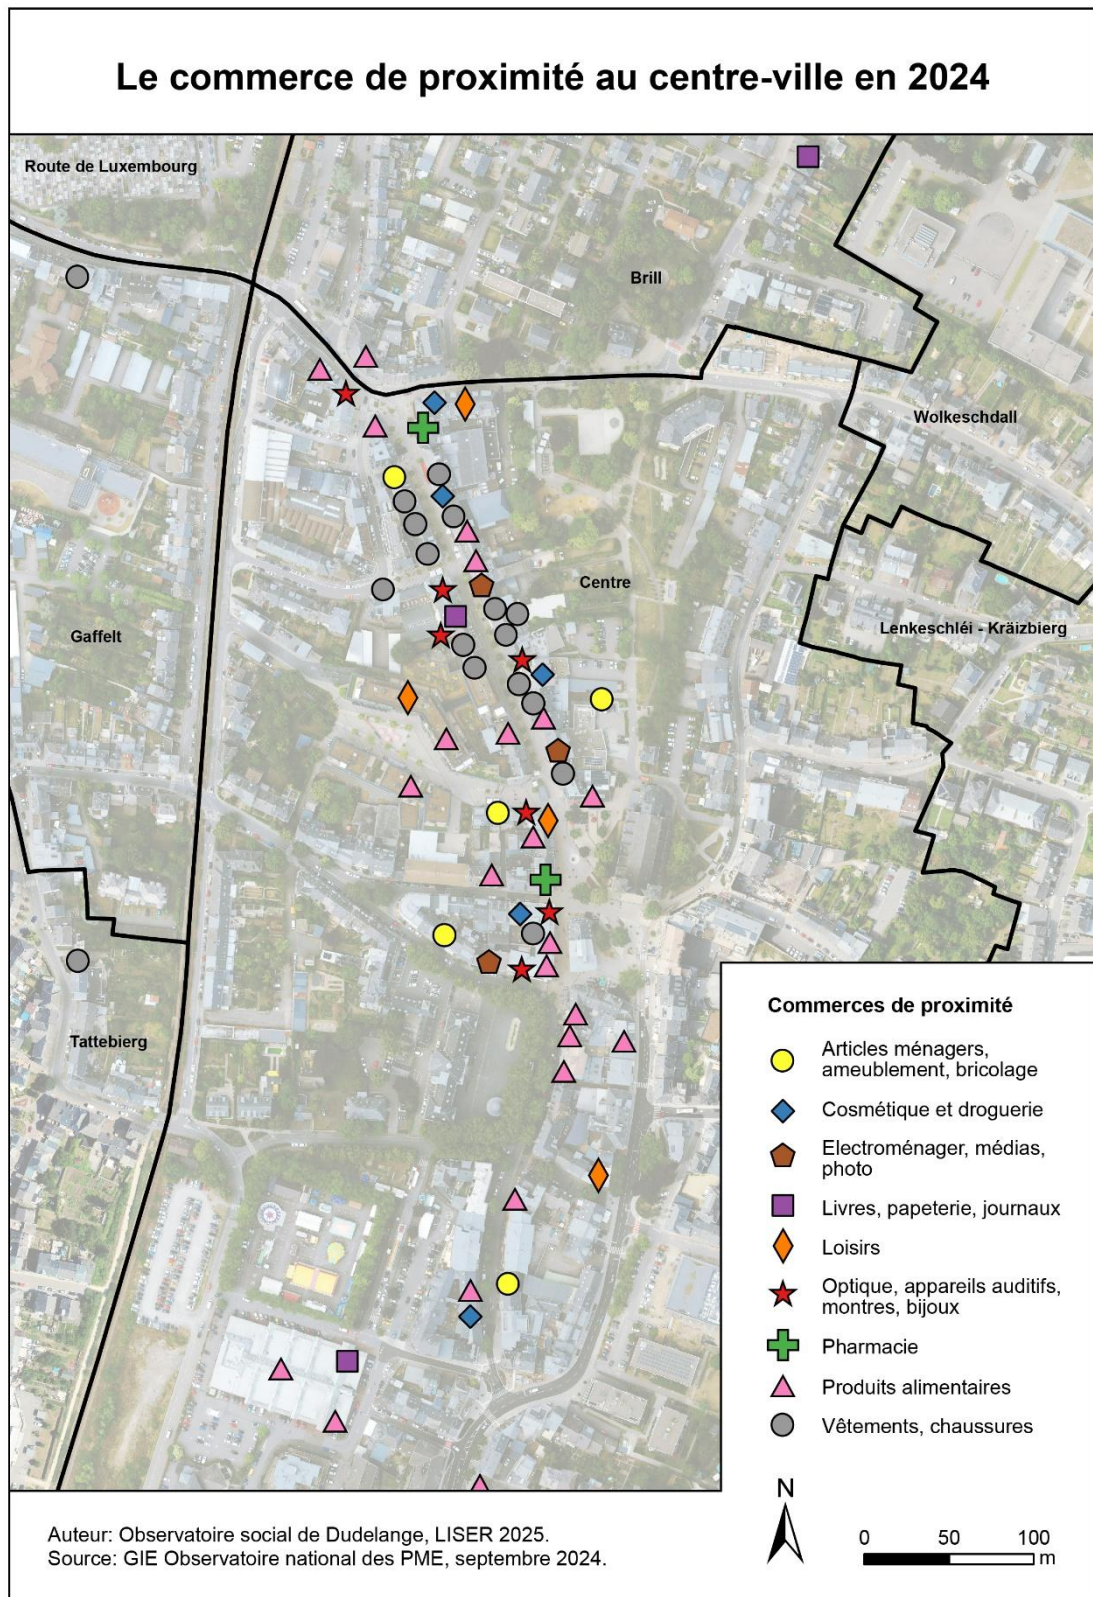 Le commerce de proximité au centre-ville en 2024
Route de Luxembourg
Brill
Wolkeschdall
Centre
Lenkeschléi - Kräizbierg
Gaffelt
Tattebierg
Commerces de proximité
Articles ménagers,
ameublement, bricolage
Cosmétique et droguerie
Electroménager, médias,
photo
Livres, papeterie, journaux
Loisirs
Optique, appareils auditifs,
montres, bijoux
Pharmacie
Produits alimentaires
Vêtements, chaussures
N
0 50 100
m
Auteur: Observatoire social de Dudelange, LISER 2025.
Source: GIE Observatoire national des PME, septembre 2024.